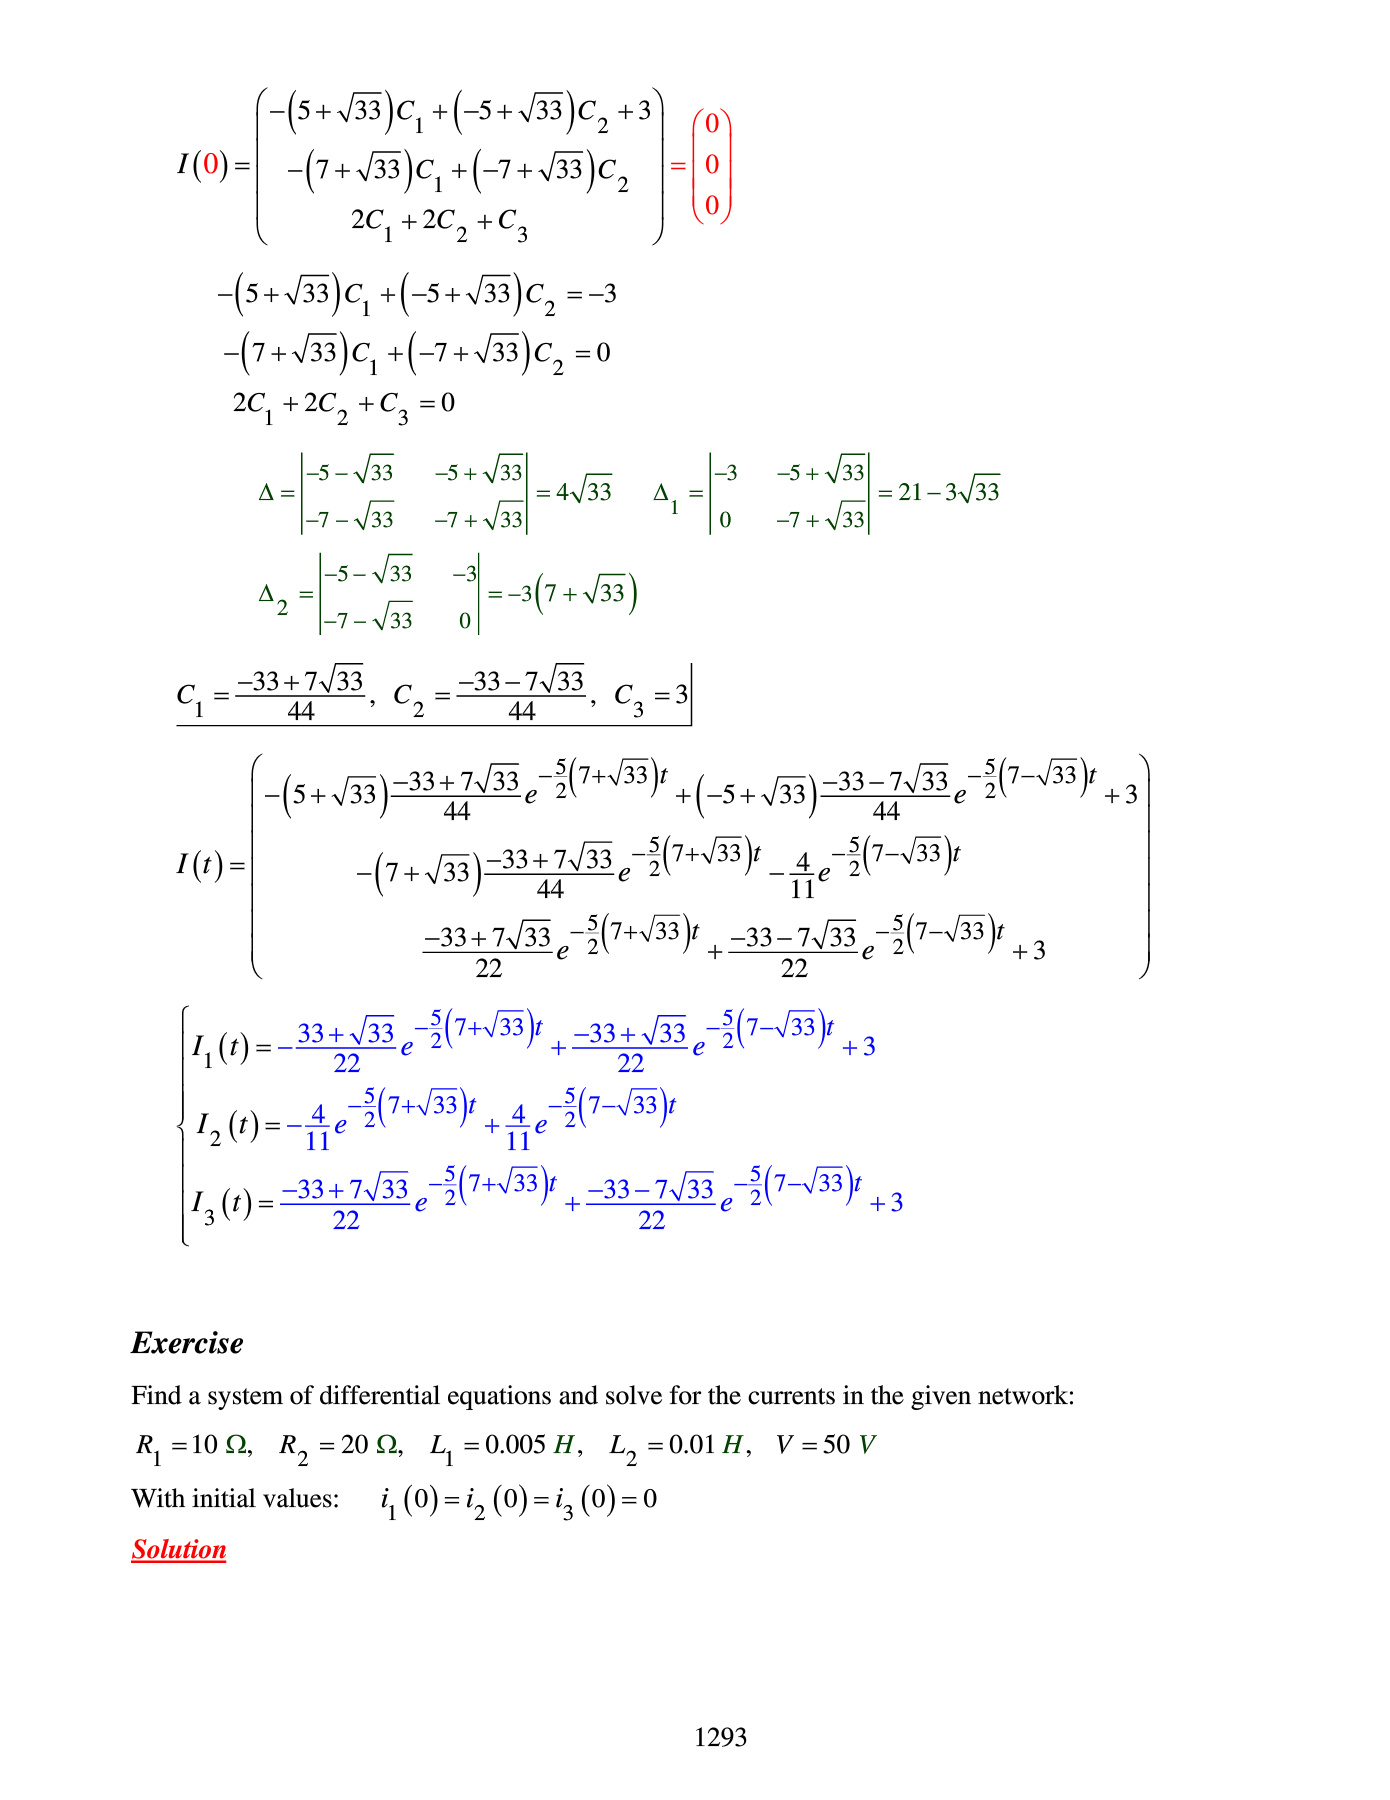 $I(0) = \begin{pmatrix} -(5+\sqrt{33})C_1 + (-5+\sqrt{33})C_2 + 3 \\ -(7+\sqrt{33})C_1 + (-7+\sqrt{33})C_2 \\ 2C_1 + 2C_2 + C_3 \end{pmatrix} = \begin{pmatrix} 0 \\ 0 \\ 0 \end{pmatrix}$
$-(5+\sqrt{33})C_1 + (-5+\sqrt{33})C_2 = -3$
$-(7+\sqrt{33})C_1 + (-7+\sqrt{33})C_2 = 0$
$2C_1 + 2C_2 + C_3 = 0$
$\Delta = \begin{vmatrix} -5-\sqrt{33} & -5+\sqrt{33} \\ -7-\sqrt{33} & -7+\sqrt{33} \end{vmatrix} = 4\sqrt{33} \quad \Delta_1 = \begin{vmatrix} -3 & -5+\sqrt{33} \\ 0 & -7+\sqrt{33} \end{vmatrix} = 21-3\sqrt{33}$
$\Delta_2 = \begin{vmatrix} -5-\sqrt{33} & -3 \\ -7-\sqrt{33} & 0 \end{vmatrix} = -3(7+\sqrt{33})$
$C_1 = \frac{-33+7\sqrt{33}}{44}, \; C_2 = \frac{-33-7\sqrt{33}}{44}, \; C_3 = 3$
$I(t) = \begin{pmatrix} -(5+\sqrt{33})\frac{-33+7\sqrt{33}}{44}e^{-\frac{5}{2}(7+\sqrt{33})t} + (-5+\sqrt{33})\frac{-33-7\sqrt{33}}{44}e^{-\frac{5}{2}(7-\sqrt{33})t} + 3 \\ -(7+\sqrt{33})\frac{-33+7\sqrt{33}}{44}e^{-\frac{5}{2}(7+\sqrt{33})t} - \frac{4}{11}e^{-\frac{5}{2}(7-\sqrt{33})t} \\ \frac{-33+7\sqrt{33}}{22}e^{-\frac{5}{2}(7+\sqrt{33})t} + \frac{-33-7\sqrt{33}}{22}e^{-\frac{5}{2}(7-\sqrt{33})t} + 3 \end{pmatrix}$
$\begin{cases} I_1(t) = -\frac{33+\sqrt{33}}{22}e^{-\frac{5}{2}(7+\sqrt{33})t} + \frac{-33+\sqrt{33}}{22}e^{-\frac{5}{2}(7-\sqrt{33})t} + 3 \\ I_2(t) = -\frac{4}{11}e^{-\frac{5}{2}(7+\sqrt{33})t} + \frac{4}{11}e^{-\frac{5}{2}(7-\sqrt{33})t} \\ I_3(t) = \frac{-33+7\sqrt{33}}{22}e^{-\frac{5}{2}(7+\sqrt{33})t} + \frac{-33-7\sqrt{33}}{22}e^{-\frac{5}{2}(7-\sqrt{33})t} + 3 \end{cases}$
Exercise
Find a system of differential equations and solve for the currents in the given network:
$R_1 = 10\ \Omega, \; R_2 = 20\ \Omega, \; L_1 = 0.005\ H, \; L_2 = 0.01\ H, \; V = 50\ V$
With initial values: $i_1(0) = i_2(0) = i_3(0) = 0$
Solution
1293